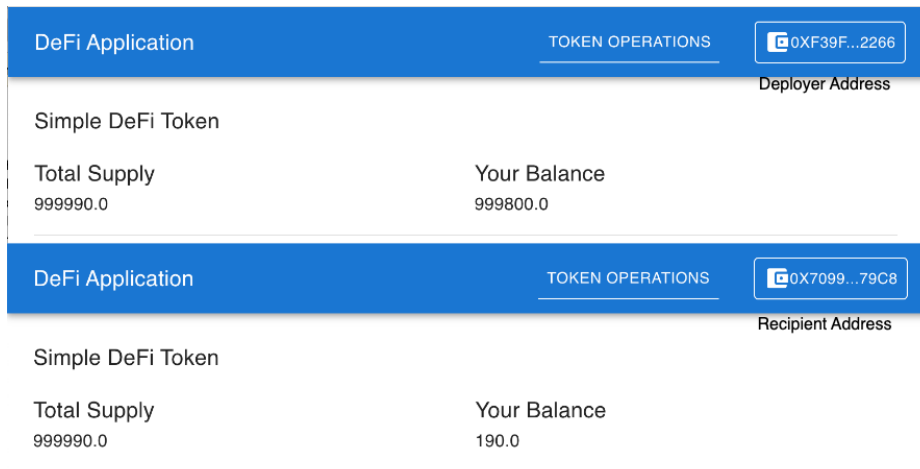 DeFi Application
TOKEN OPERATIONS
0XF39F...2266
Deployer Address
Simple DeFi Token
Total Supply
Your Balance
999990.0
999800.0
DeFi Application
TOKEN OPERATIONS
0X7099...79C8
Recipient Address
Simple DeFi Token
Total Supply
Your Balance
999990.0
190.0